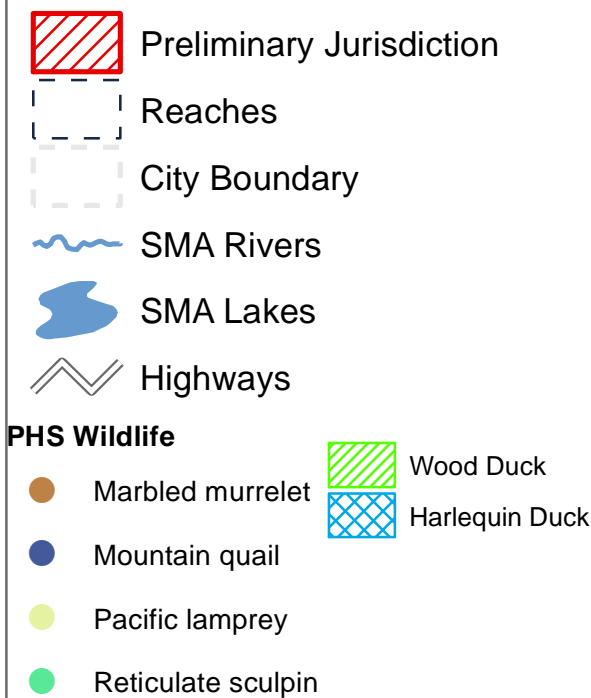 Preliminary Jurisdiction
Reaches
City Boundary
SMA Rivers
SMA Lakes
Highways
PHS Wildlife
Marbled murrelet
Mountain quail
Pacific lamprey
Reticulate sculpin
Wood Duck
Harlequin Duck